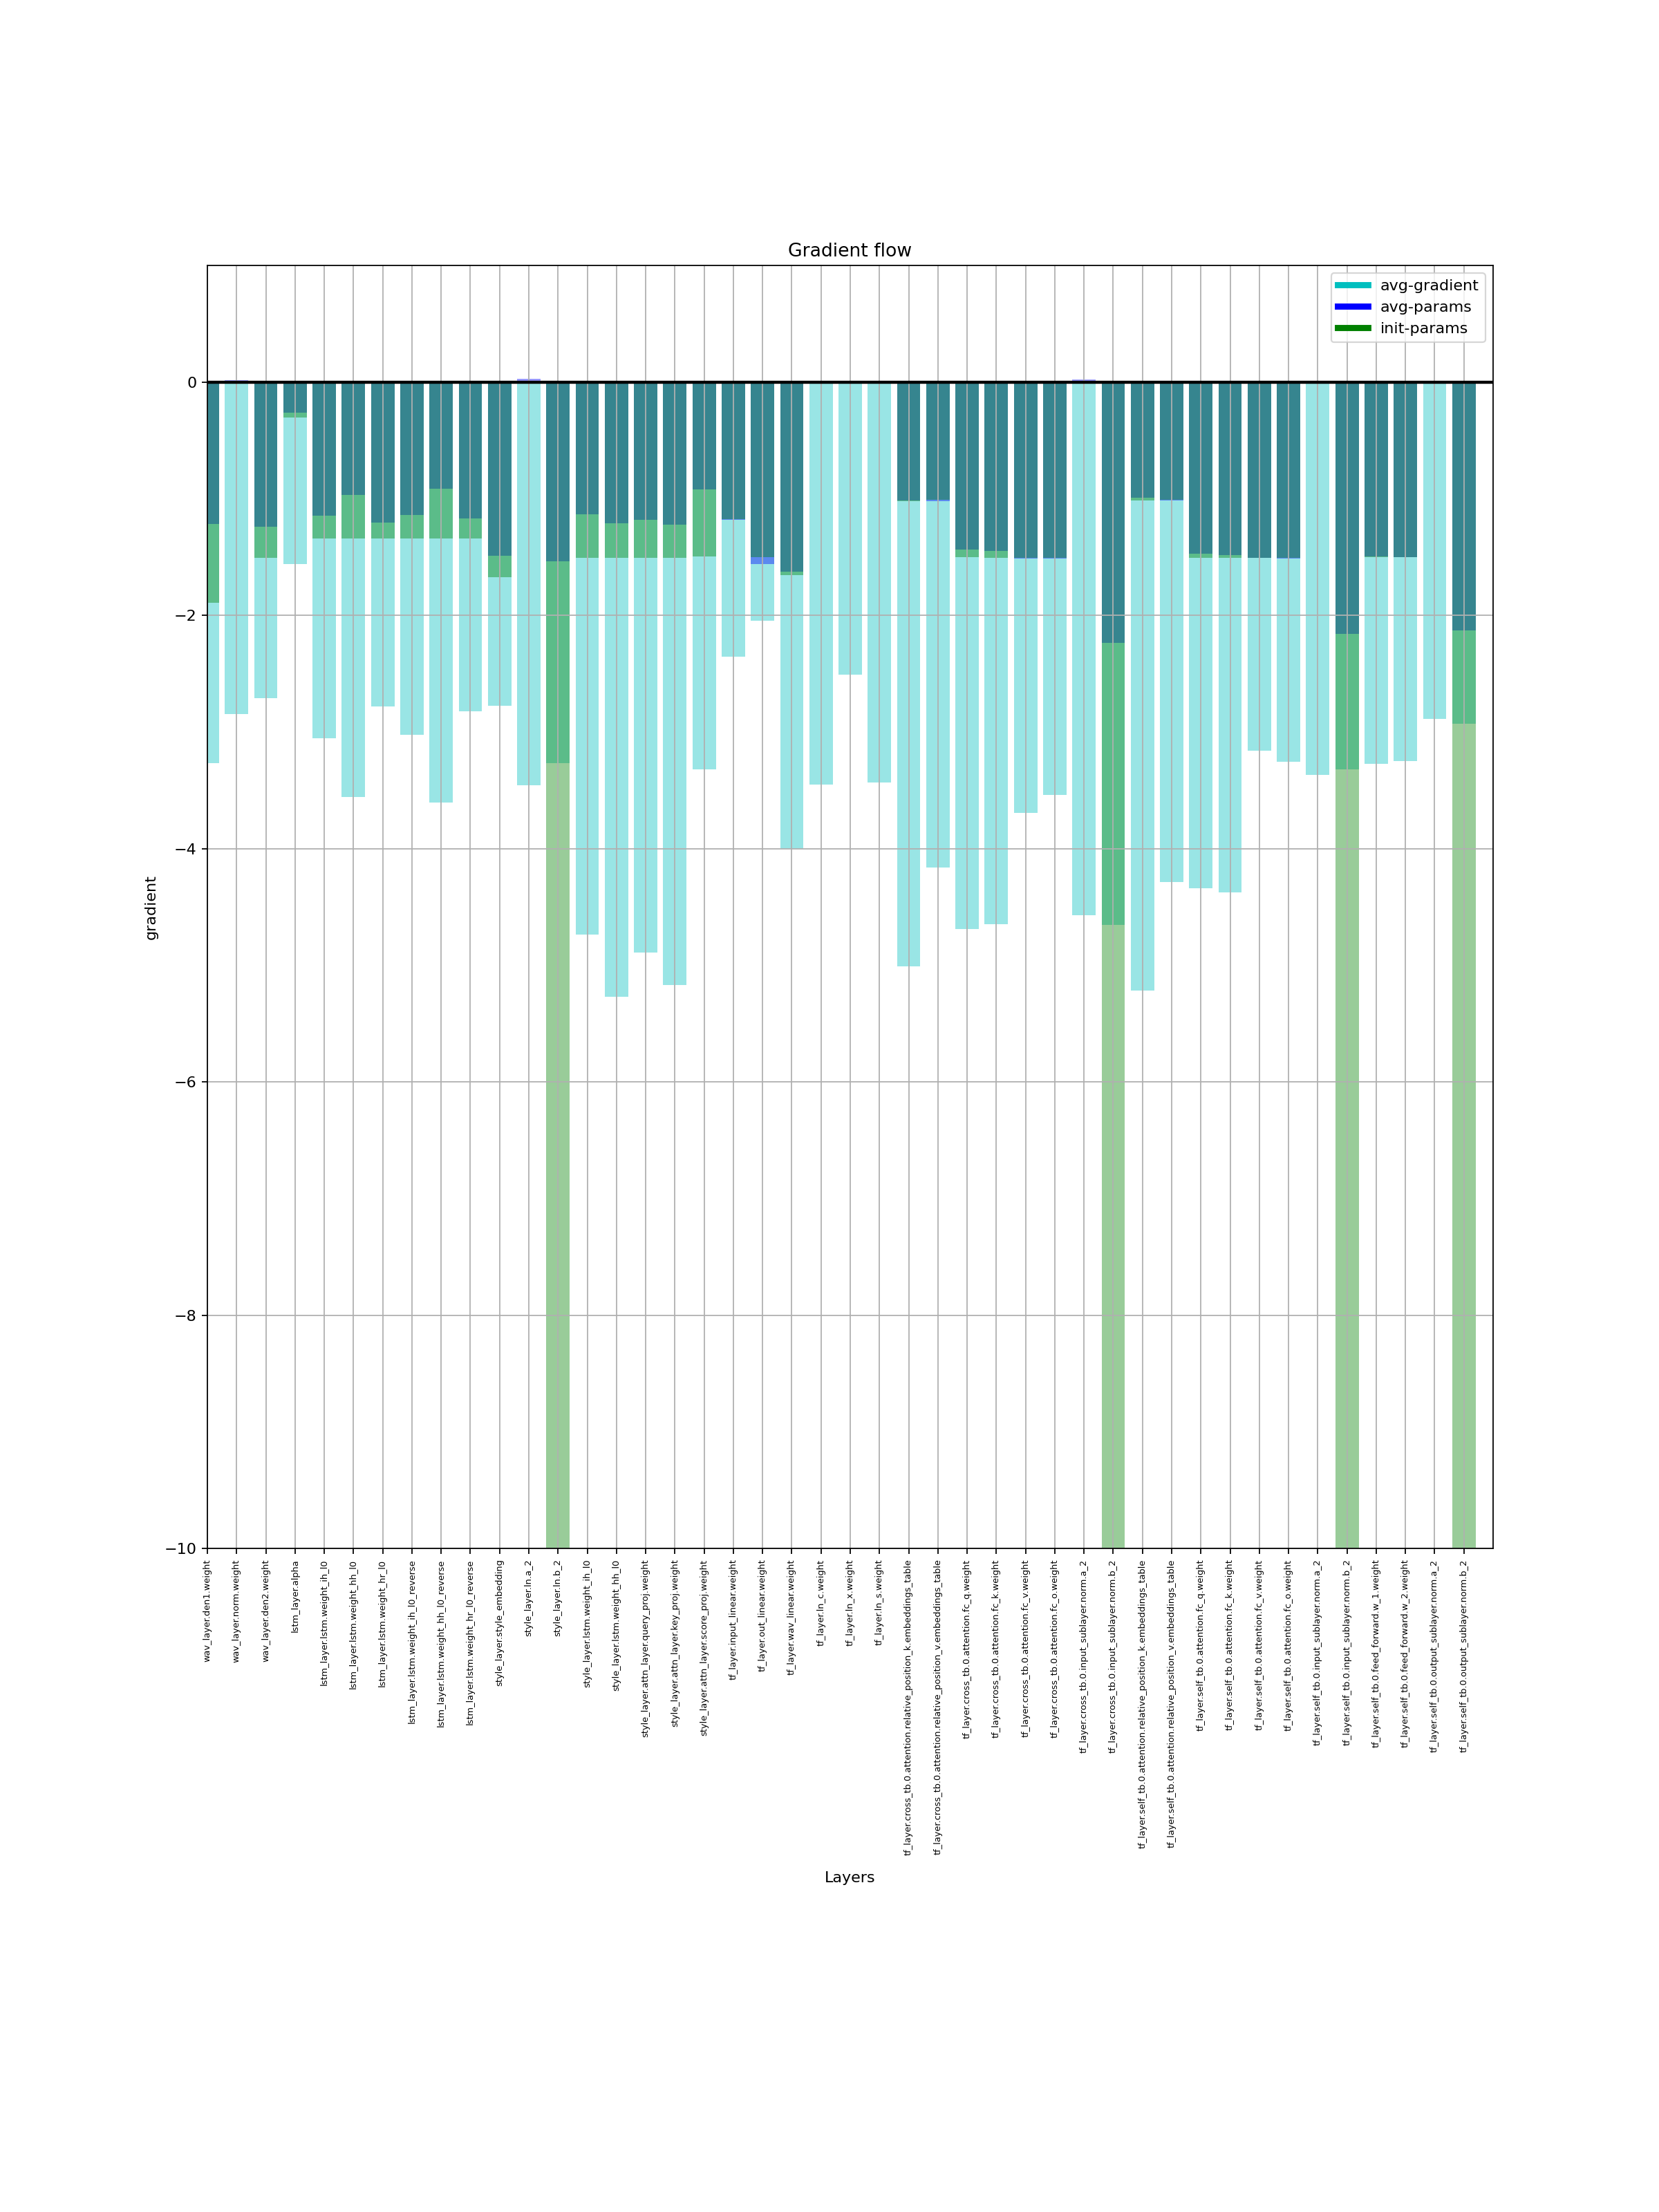 Gradient flow
avg-gradient
avg-params
init-params
0
−2
−4
−6
−8
−10
gradient
wav_layer.den1.weight
wav_layer.norm.weight
wav_layer.den2.weight
lstm_layer.alpha
lstm_layer.lstm.weight_ih_l0
lstm_layer.lstm.weight_hh_l0
lstm_layer.lstm.weight_hr_l0
lstm_layer.lstm.weight_ih_l0_reverse
lstm_layer.lstm.weight_hh_l0_reverse
lstm_layer.lstm.weight_hr_l0_reverse
style_layer.style_embedding
style_layer.ln.a_2
style_layer.ln.b_2
style_layer.lstm.weight_ih_l0
style_layer.lstm.weight_hh_l0
style_layer.attn_layer.query_proj.weight
style_layer.attn_layer.key_proj.weight
style_layer.attn_layer.score_proj.weight
tf_layer.input_linear.weight
tf_layer.out_linear.weight
tf_layer.wav_linear.weight
tf_layer.ln_c.weight
tf_layer.ln_x.weight
tf_layer.ln_s.weight
tf_layer.cross_tb.0.attention.relative_position_k.embeddings_table
tf_layer.cross_tb.0.attention.relative_position_v.embeddings_table
tf_layer.cross_tb.0.attention.fc_q.weight
tf_layer.cross_tb.0.attention.fc_k.weight
tf_layer.cross_tb.0.attention.fc_v.weight
tf_layer.cross_tb.0.attention.fc_o.weight
tf_layer.cross_tb.0.input_sublayer.norm.a_2
tf_layer.cross_tb.0.input_sublayer.norm.b_2
tf_layer.self_tb.0.attention.relative_position_k.embeddings_table
tf_layer.self_tb.0.attention.relative_position_v.embeddings_table
tf_layer.self_tb.0.attention.fc_q.weight
tf_layer.self_tb.0.attention.fc_k.weight
tf_layer.self_tb.0.attention.fc_v.weight
tf_layer.self_tb.0.attention.fc_o.weight
tf_layer.self_tb.0.input_sublayer.norm.a_2
tf_layer.self_tb.0.input_sublayer.norm.b_2
tf_layer.self_tb.0.feed_forward.w_1.weight
tf_layer.self_tb.0.feed_forward.w_2.weight
tf_layer.self_tb.0.output_sublayer.norm.a_2
tf_layer.self_tb.0.output_sublayer.norm.b_2
Layers